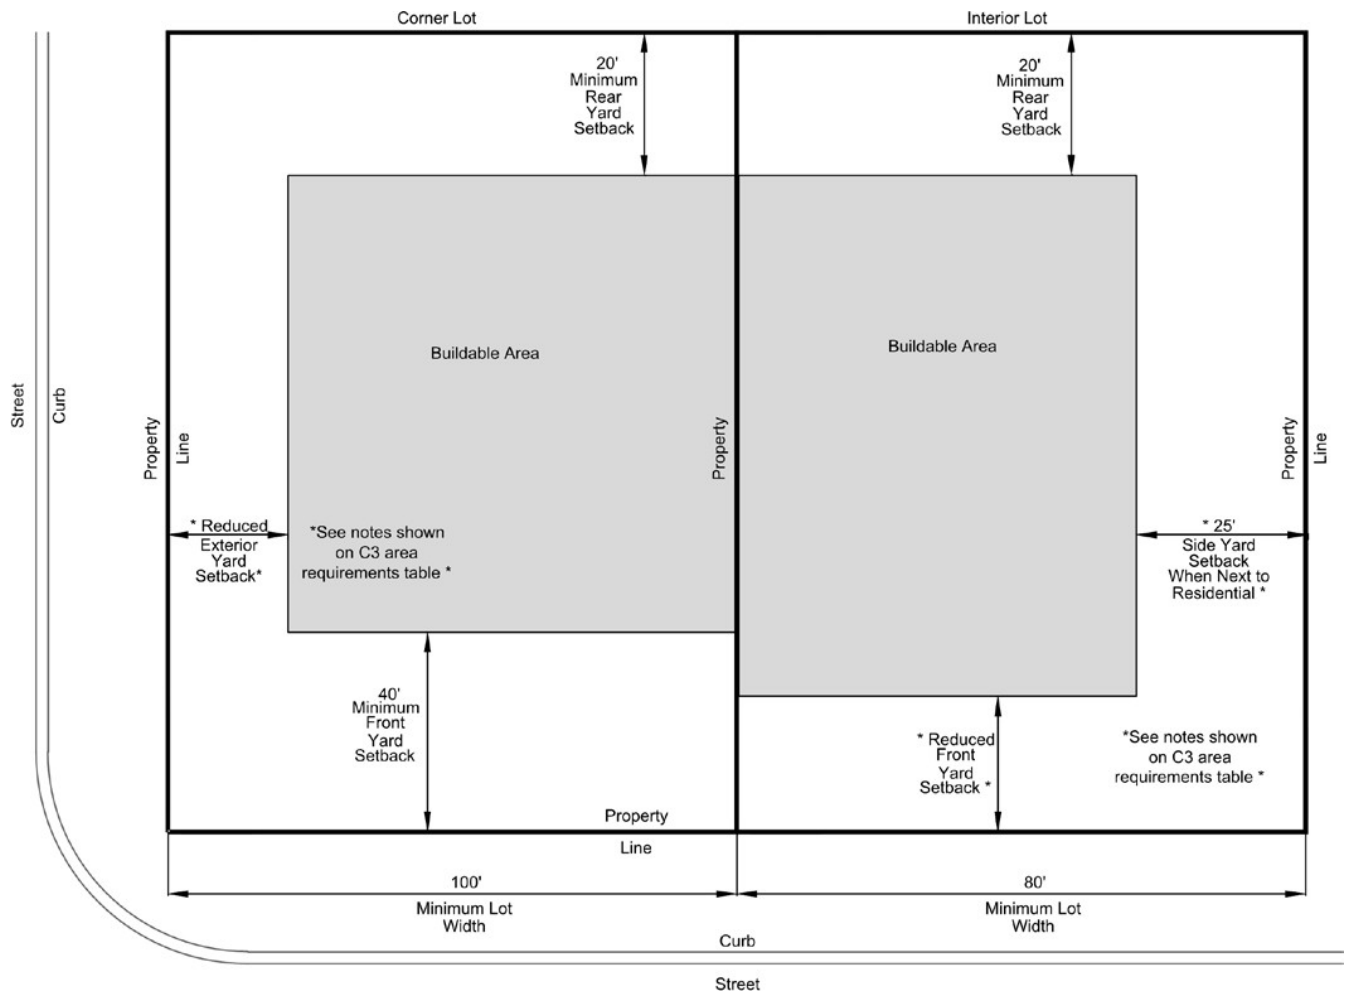 Corner Lot
Interior Lot
20'
Minimum
Rear
Yard
Setback
20'
Minimum
Rear
Yard
Setback
Buildable Area
Buildable Area
Street
Curb
Property
Line
Property
Property
Line
* Reduced
Exterior
Yard
Setback*
*See notes shown
on C3 area
requirements table *
* 25'
Side Yard
Setback
When Next to
Residential *
40'
Minimum
Front
Yard
Setback
* Reduced
Front
Yard
Setback *
*See notes shown
on C3 area
requirements table *
Property
Line
100'
Minimum Lot
Width
80'
Minimum Lot
Width
Curb
Street